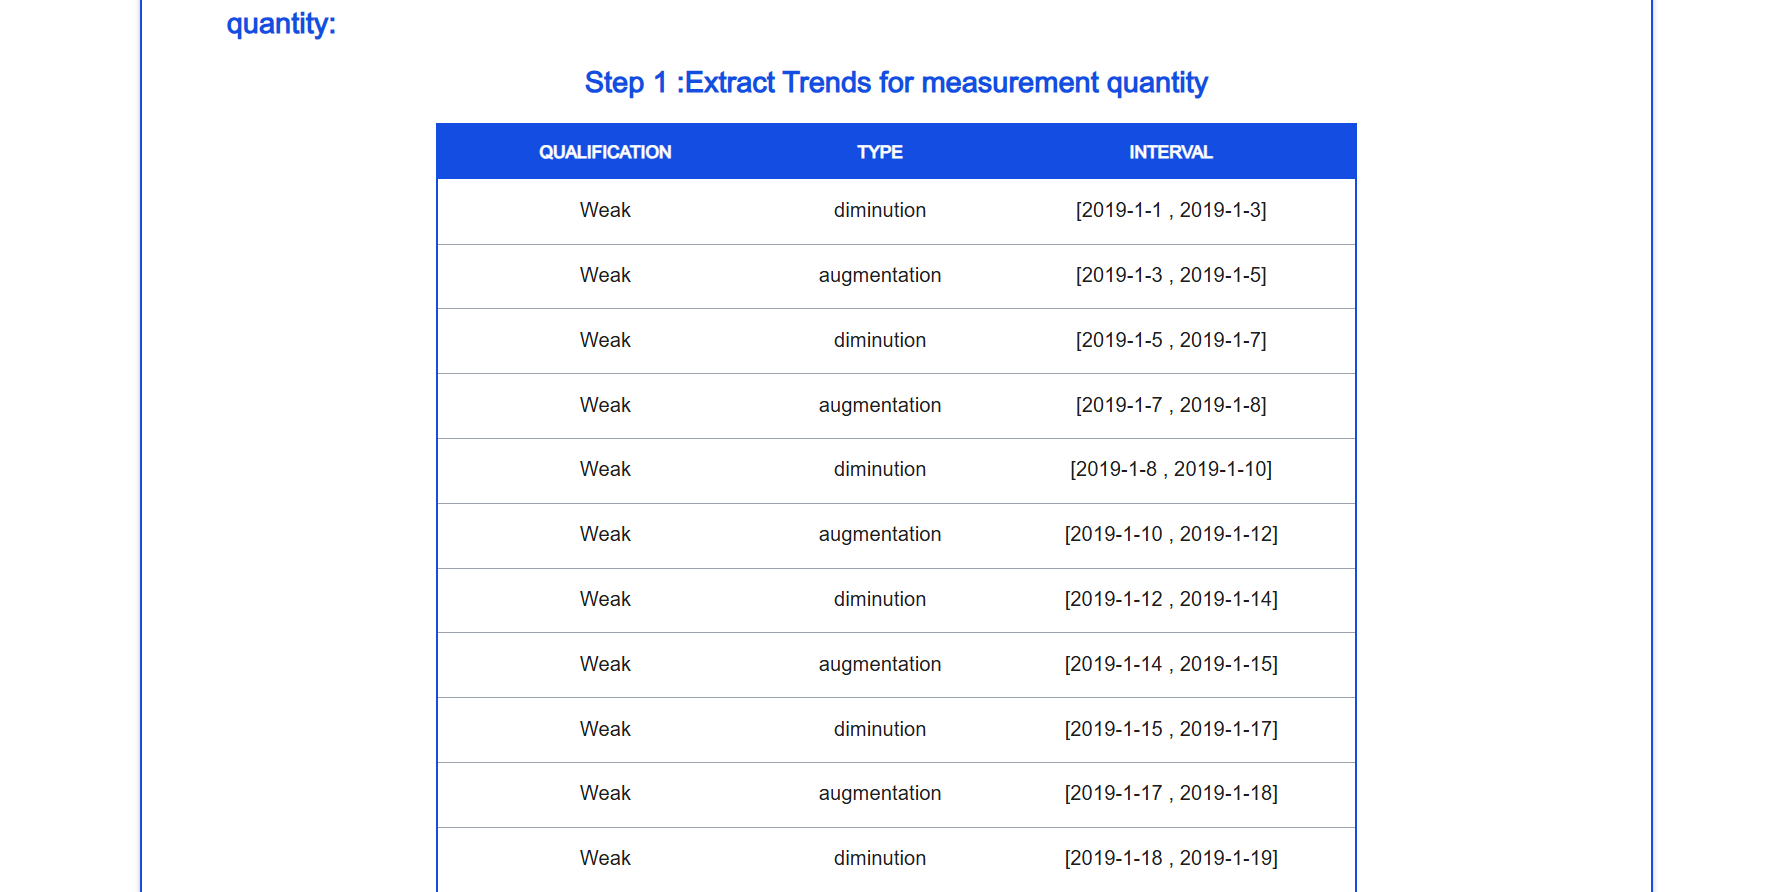 quantity:
Step 1 :Extract Trends for measurement quantity
QUALIFICATION TYPE INTERVAL
Weak diminution [2019-1-1 , 2019-1-3]
Weak augmentation [2019-1-3 , 2019-1-5]
Weak diminution [2019-1-5 , 2019-1-7]
Weak augmentation [2019-1-7 , 2019-1-8]
Weak diminution [2019-1-8 , 2019-1-10]
Weak augmentation [2019-1-10 , 2019-1-12]
Weak diminution [2019-1-12 , 2019-1-14]
Weak augmentation [2019-1-14 , 2019-1-15]
Weak diminution [2019-1-15 , 2019-1-17]
Weak augmentation [2019-1-17 , 2019-1-18]
Weak diminution [2019-1-18 , 2019-1-19]